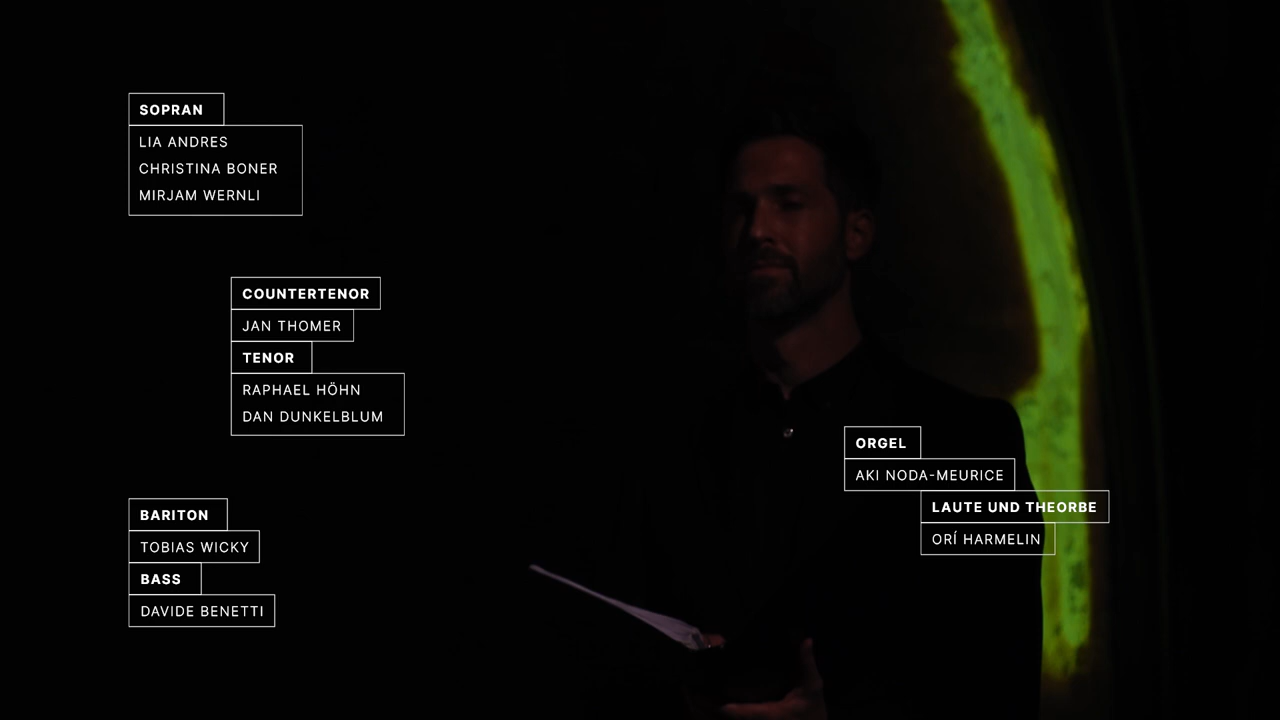 SOPRAN
LIA ANDRES
CHRISTINA BONER
MIRJAM WERNLI
COUNTERTENOR
JAN THOMER
TENOR
RAPHAEL HÖHN
DAN DUNKELBLUM
BARITON
TOBIAS WICKY
BASS
DAVIDE BENETTI
ORGEL
AKI NODA-MEURICE
LAUTE UND THEORBE
ORÍ HARMELIN